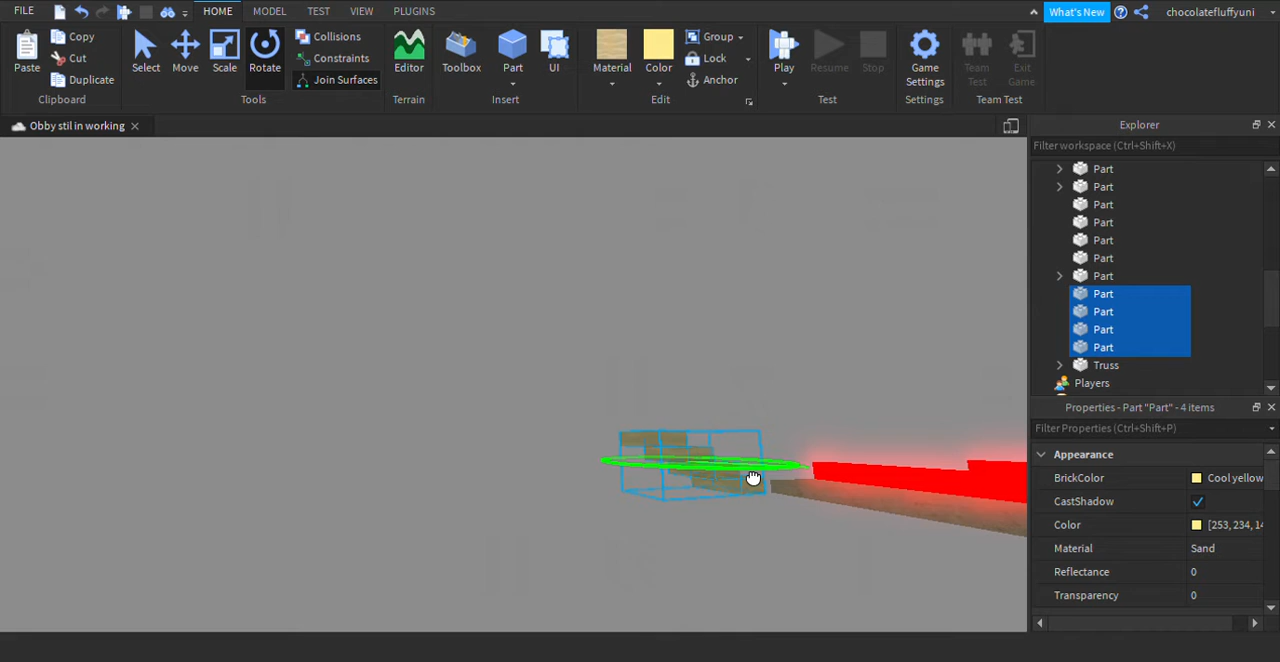 FILE HOME MODEL TEST VIEW PLUGINS What's New chocolatefluffyuni
Paste Copy Cut Duplicate Select Move Scale Rotate Collisions Constraints Join Surfaces Editor Toolbox Part UI Material Color Group Lock Anchor Play Resume Stop Game Settings Team Test Exit Game
Clipboard Tools Terrain Insert Edit Test Settings Team Test
Obby stil in working
Explorer
Filter workspace (Ctrl+Shift+X)
Part
Part
Part
Part
Part
Part
Part
Part
Part
Part
Part
Truss
Players
Properties - Part "Part" - 4 items
Filter Properties (Ctrl+Shift+P)
Appearance
BrickColor Cool yellow
CastShadow
Color [253, 234, 14
Material Sand
Reflectance 0
Transparency 0